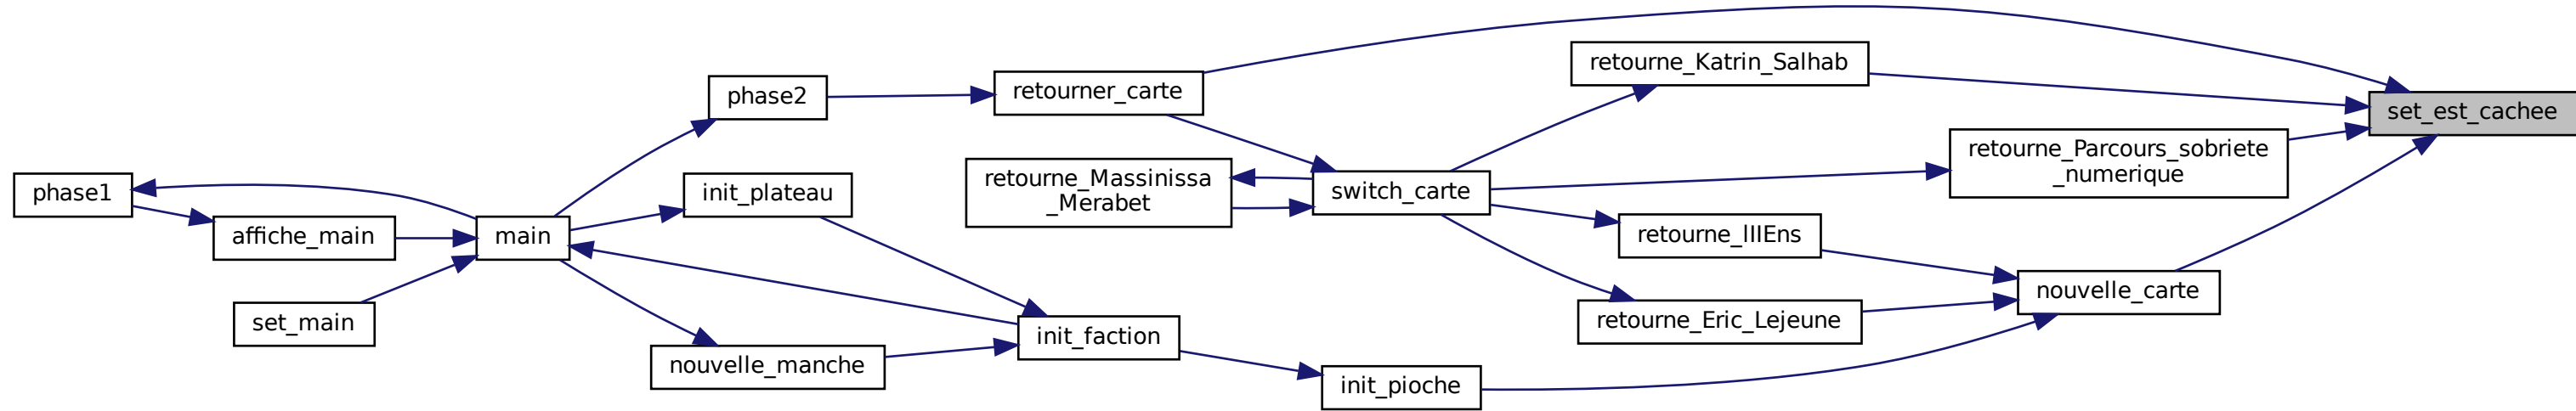 phase1
affiche_main
set_main
main
phase2
init_plateau
nouvelle_manche
retourner_carte
retourne_Massinissa
_Merabet
init_faction
switch_carte
init_pioche
retourne_Katrin_Salhab
retourne_lIIEns
retourne_Eric_Lejeune
retourne_Parcours_sobriete
_numerique
nouvelle_carte
set_est_cachee